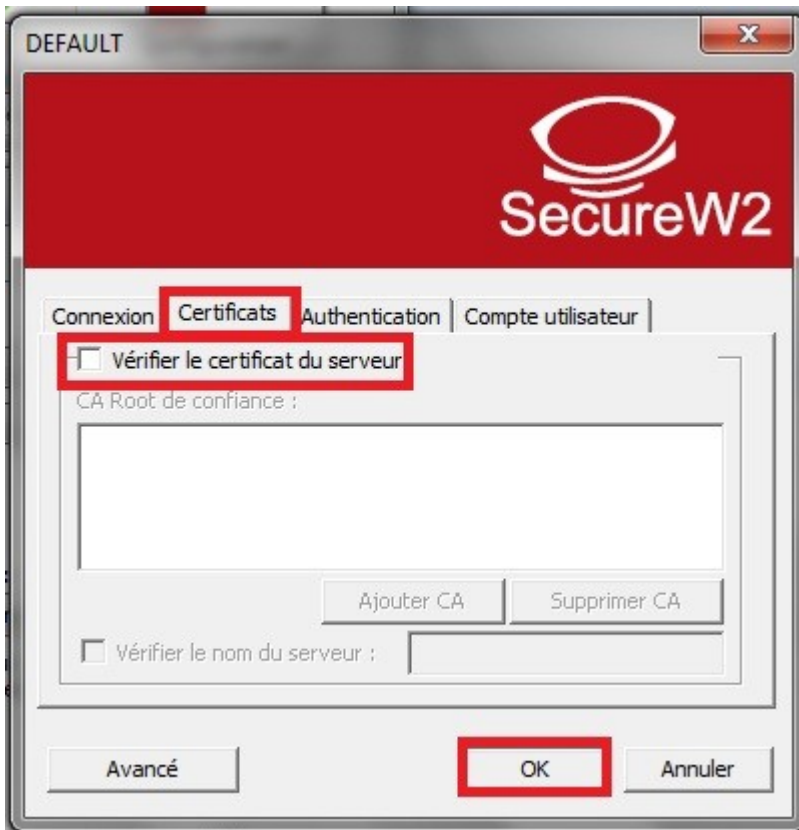 DEFAULT
SecureW2
Connexion Certificats Authentication Compte utilisateur
Vérifier le certificat du serveur
CA Root de confiance :
Ajouter CA Supprimer CA
Vérifier le nom du serveur :
Avancé OK Annuler